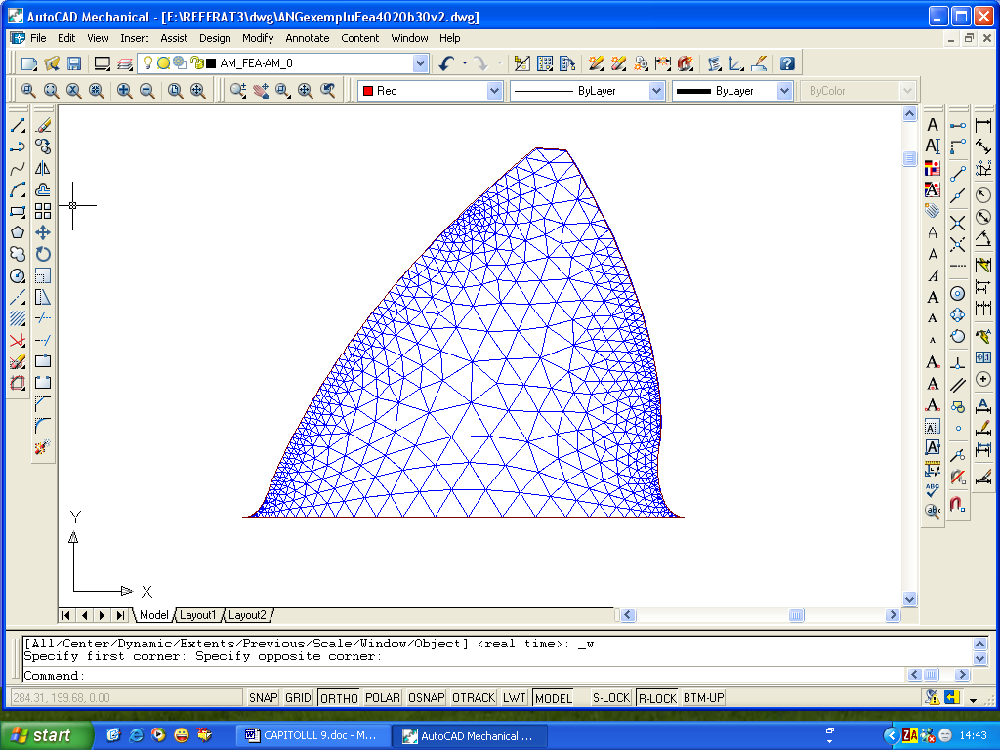 AutoCAD Mechanical - [E:\REFERAT3\dwg\ANGexempluFea4020b30v2.dwg]
File Edit View Insert Assist Design Modify Annotate Content Window Help
AM_FEA-AM_0
Red ByLayer ByLayer ByColor
Y
X
Model Layout1 Layout2
[All/Center/Dynamic/Extents/Previous/Scale/Window/Object] <real time>: _w
Specify first corner: Specify opposite corner:
Command:
284.31, 199.68, 0.00 SNAP GRID ORTHO POLAR OSNAP OTRACK LWT MODEL S-LOCK R-LOCK BTM-UP
start CAPITOLUL 9.doc - M... AutoCAD Mechanical ... ZA 14:43